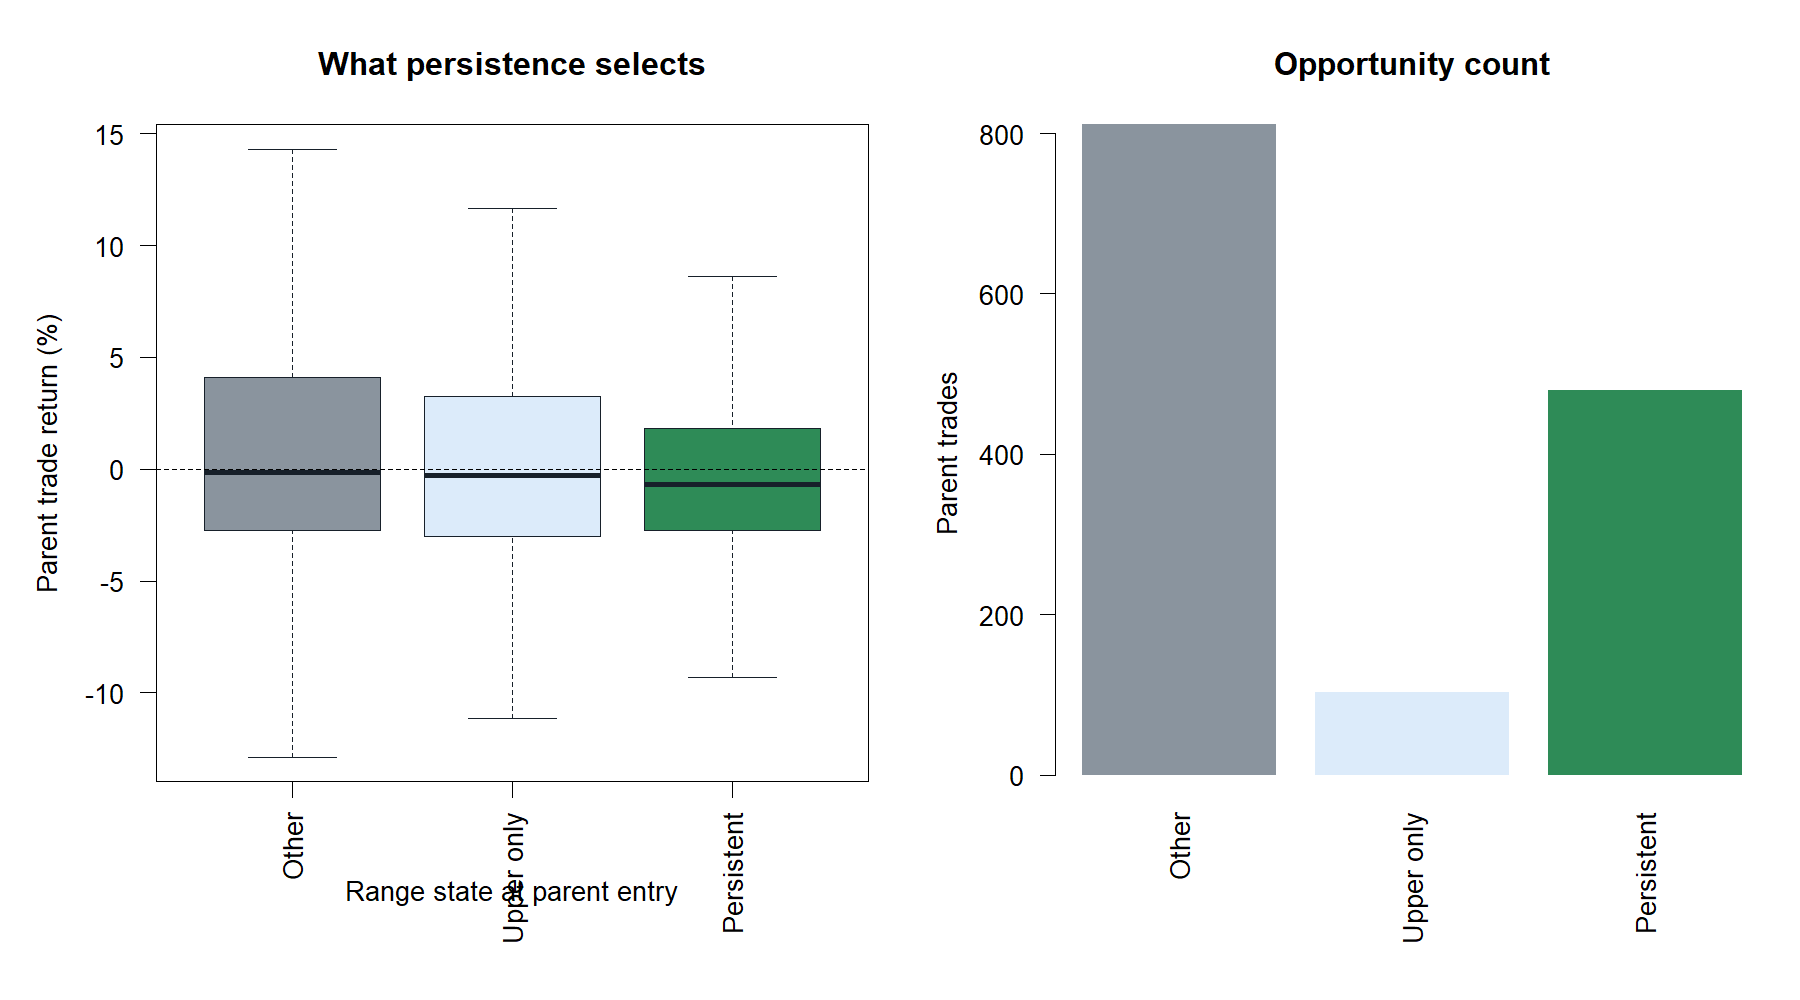 What persistence selects
Parent trade return (%)
15
10
5
0
-5
-10
Other
Upper only
Persistent
Range state at parent entry
Opportunity count
Parent trades
800
600
400
200
0
Other
Upper only
Persistent